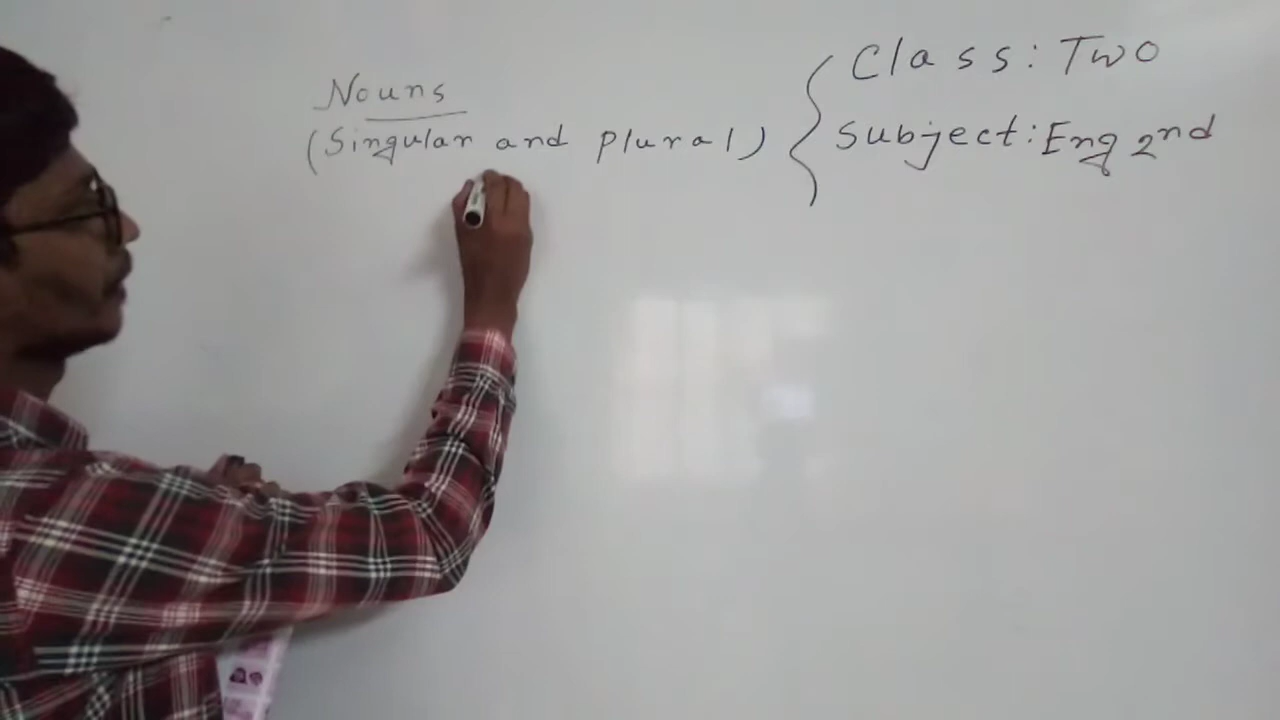 Nouns
(Singular and plural)
Class: Two
Subject: Eng 2nd